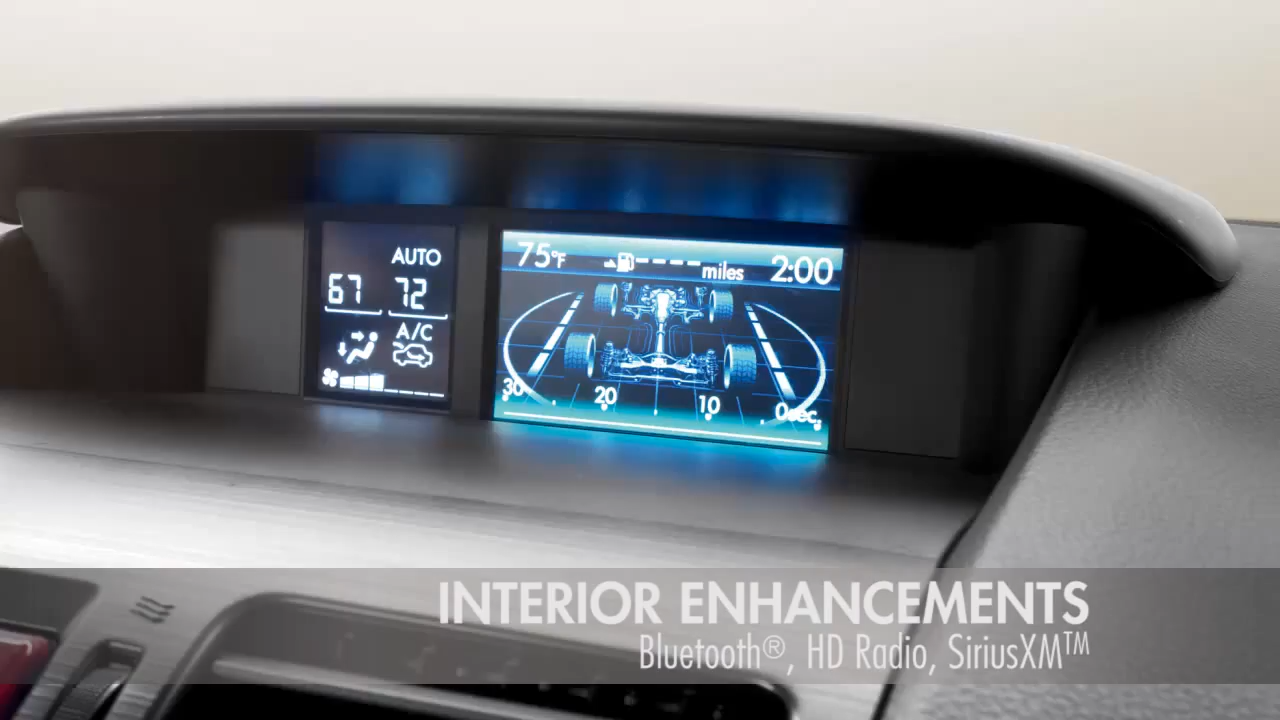 AUTO
67 72
A/C
75°F miles 2:00
30 20 10 0sec.
INTERIOR ENHANCEMENTS
Bluetooth®, HD Radio, SiriusXM™